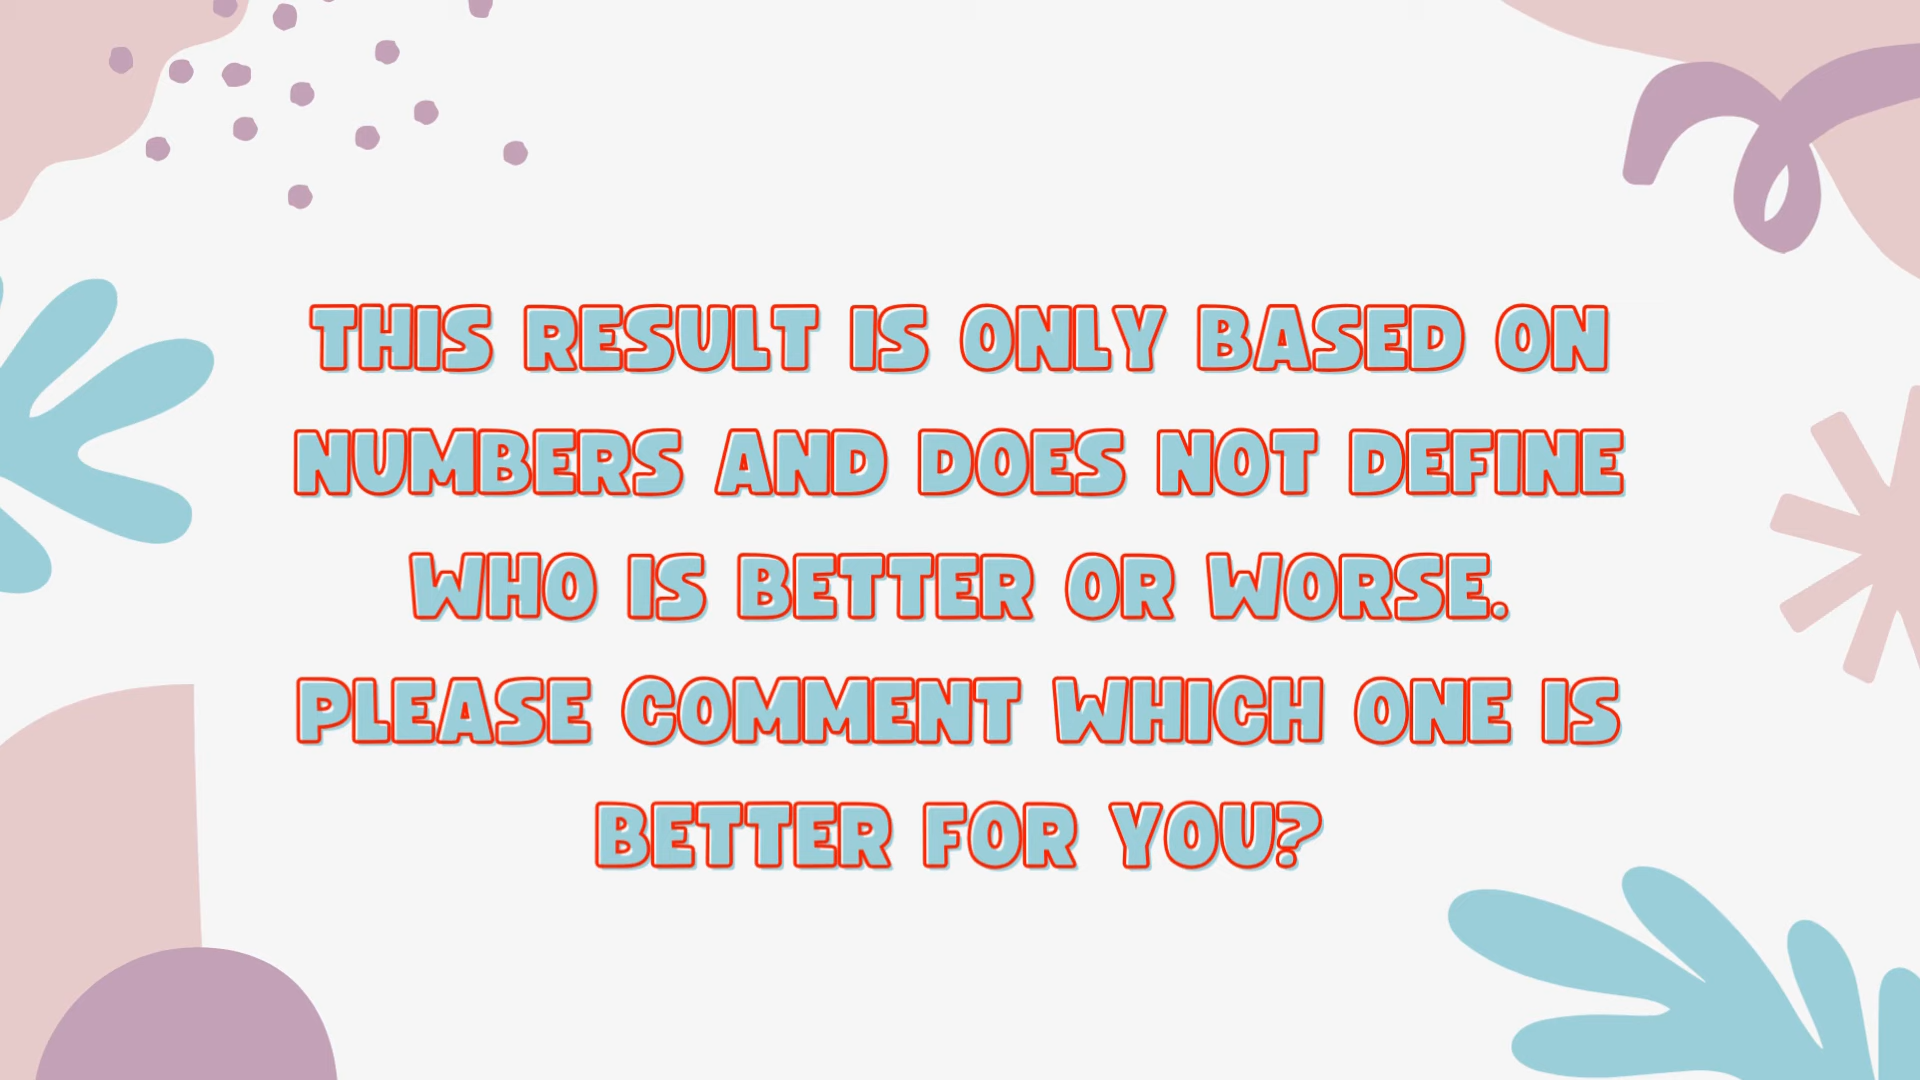 THIS RESULT IS ONLY BASED ON
NUMBERS AND DOES NOT DEFINE
WHO IS BETTER OR WORSE.
PLEASE COMMENT WHICH ONE IS
BETTER FOR YOU?